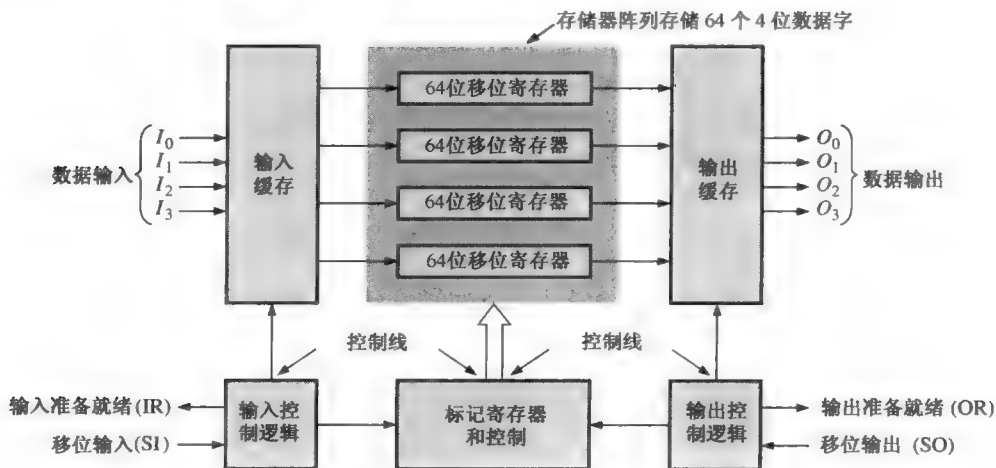 存储器阵列存储 64 个 4 位数据字
64位移位寄存器
64位移位寄存器
64位移位寄存器
64位移位寄存器
数据输入
I0
I1
I2
I3
输入
缓存
输出
缓存
O0
O1
O2
O3
数据输出
控制线
控制线
输入准备就绪(IR)
移位输入(SI)
输入控
制逻辑
标记寄存器
和控制
输出控
制逻辑
输出准备就绪 (OR)
移位输出 (SO)